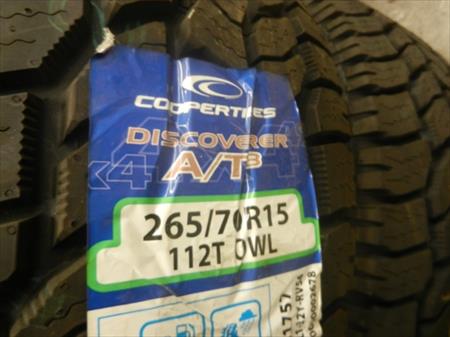 COOPERTIRES
DISCOVERER
A/T3
265/70R15
112T OWL